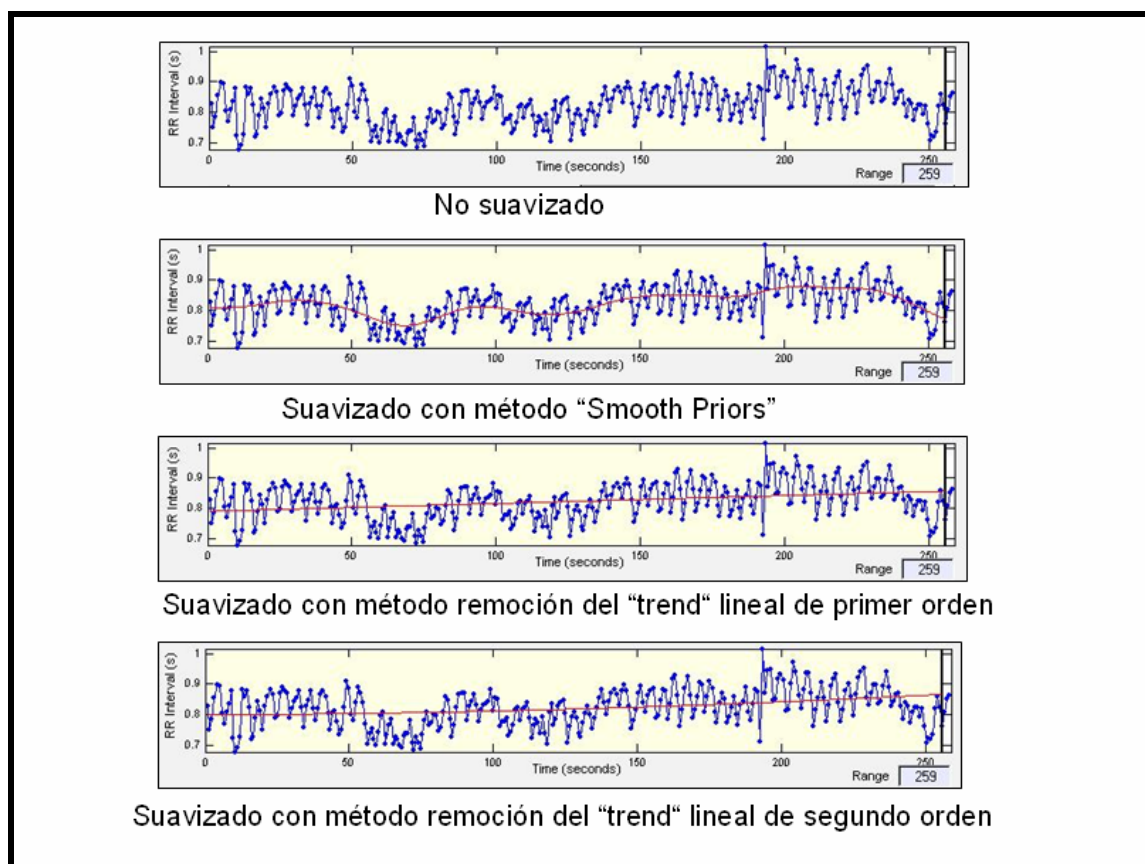 1
0.9
0.8
0.7
RR Interval (s)
0 50 100 150 200 250
Time (seconds)
Range 259
No suavizado
1
0.9
0.8
0.7
RR Interval (s)
0 50 100 150 200 250
Time (seconds)
Range 259
Suavizado con método “Smooth Priors”
1
0.9
0.8
0.7
RR Interval (s)
0 50 100 150 200 250
Time (seconds)
Range 259
Suavizado con método remoción del “trend“ lineal de primer orden
1
0.9
0.8
0.7
RR Interval (s)
0 50 100 150 200 250
Time (seconds)
Range 259
Suavizado con método remoción del “trend“ lineal de segundo orden